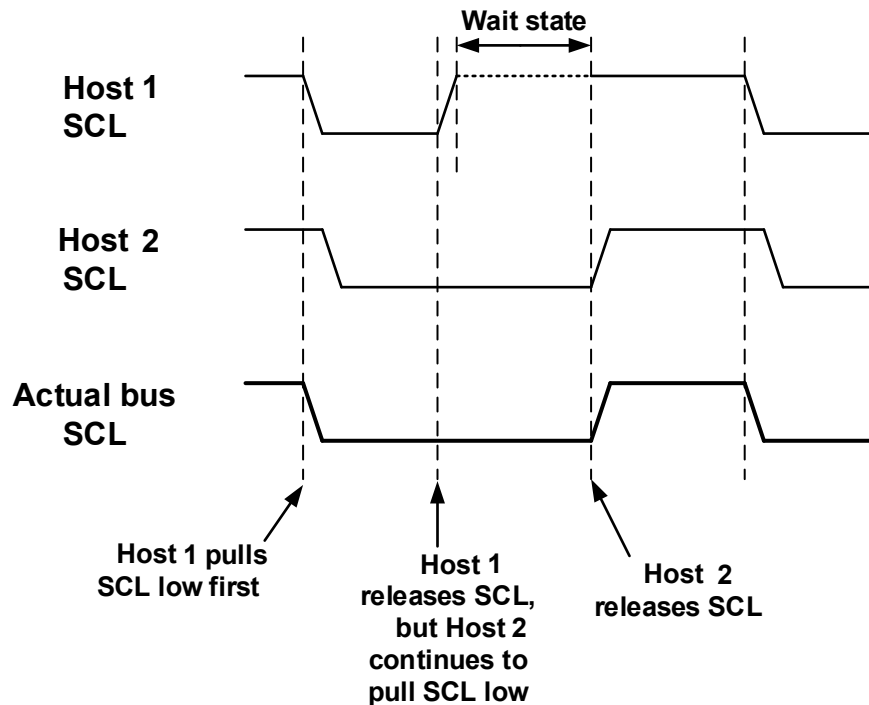 Wait state
Host 1
SCL
Host 2
SCL
Actual bus
SCL
Host 1 pulls
SCL low first
Host 1
releases SCL,
but Host 2
continues to
pull SCL low
Host 2
releases SCL